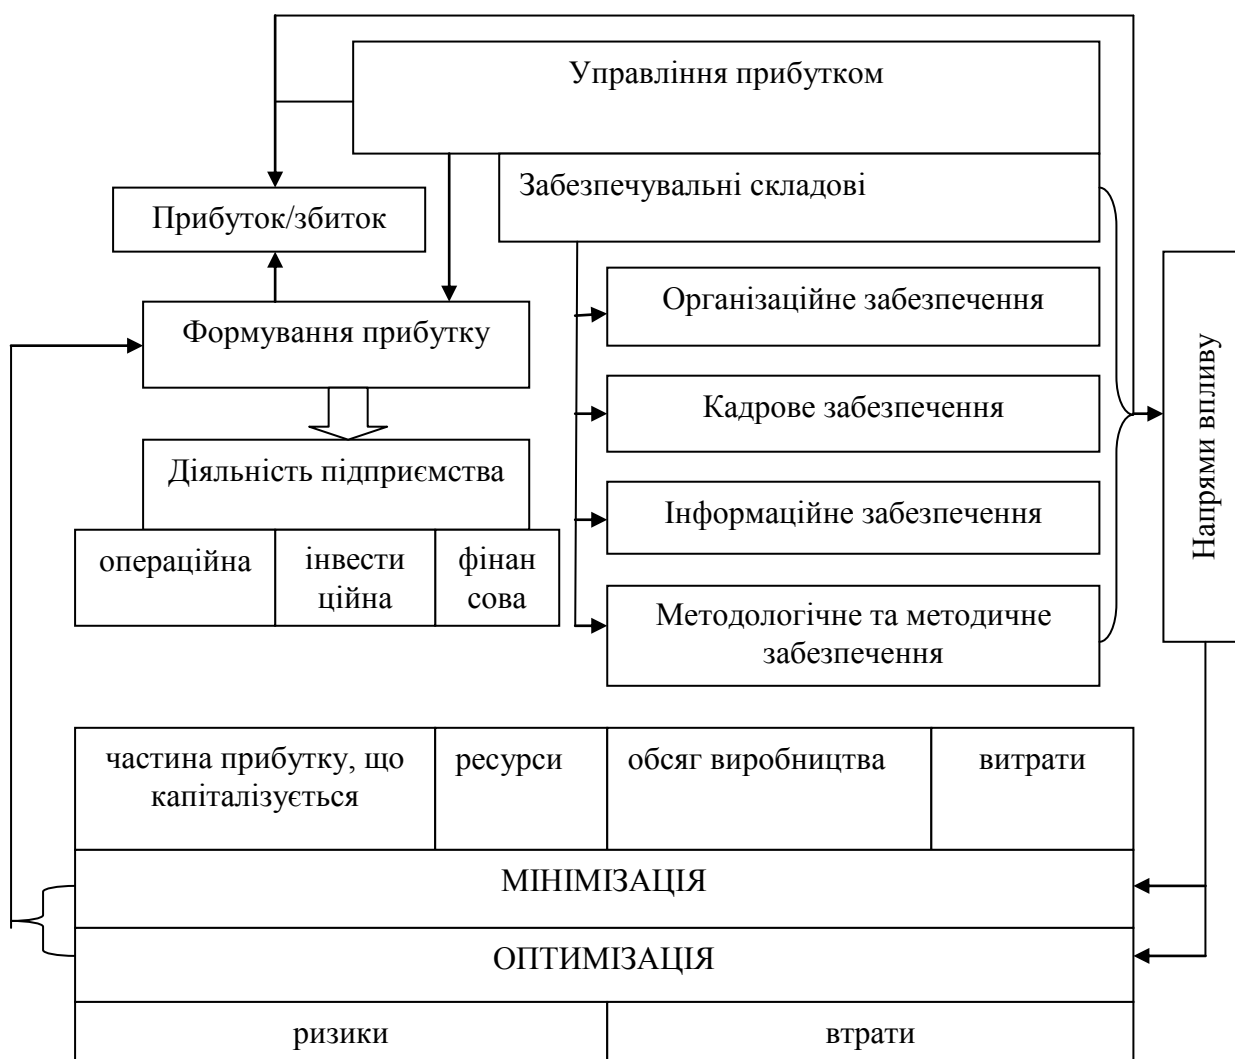 Управління прибутком
Забезпечувальні складові
Прибуток/збиток
Організаційне забезпечення
Формування прибутку
Кадрове забезпечення
Діяльність підприємства
Інформаційне забезпечення
операційна
інвести
ційна
фінан
сова
Методологічне та методичне
забезпечення
Напрями впливу
частина прибутку, що
капіталізується
ресурси
обсяг виробництва
витрати
МІНІМІЗАЦІЯ
ОПТИМІЗАЦІЯ
ризики
втрати